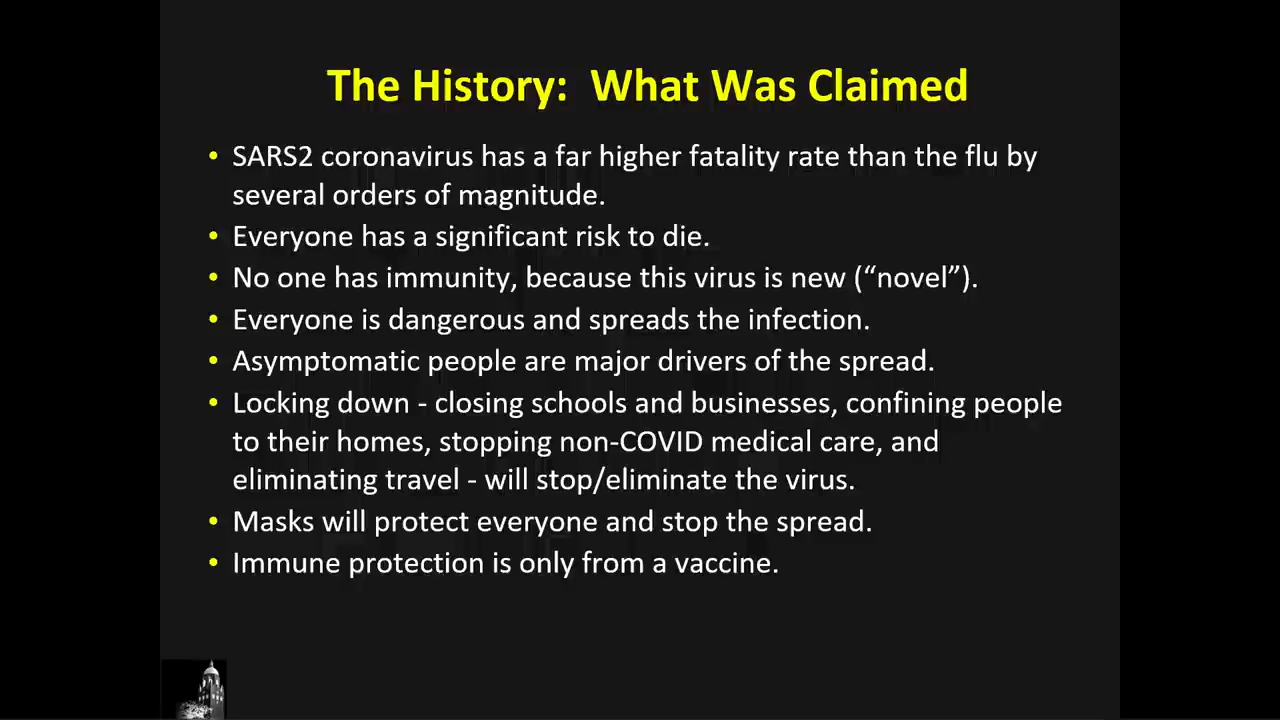 The History: What Was Claimed
• SARS2 coronavirus has a far higher fatality rate than the flu by
several orders of magnitude.
• Everyone has a significant risk to die.
• No one has immunity, because this virus is new (“novel”).
• Everyone is dangerous and spreads the infection.
• Asymptomatic people are major drivers of the spread.
• Locking down - closing schools and businesses, confining people
to their homes, stopping non-COVID medical care, and
eliminating travel - will stop/eliminate the virus.
• Masks will protect everyone and stop the spread.
• Immune protection is only from a vaccine.